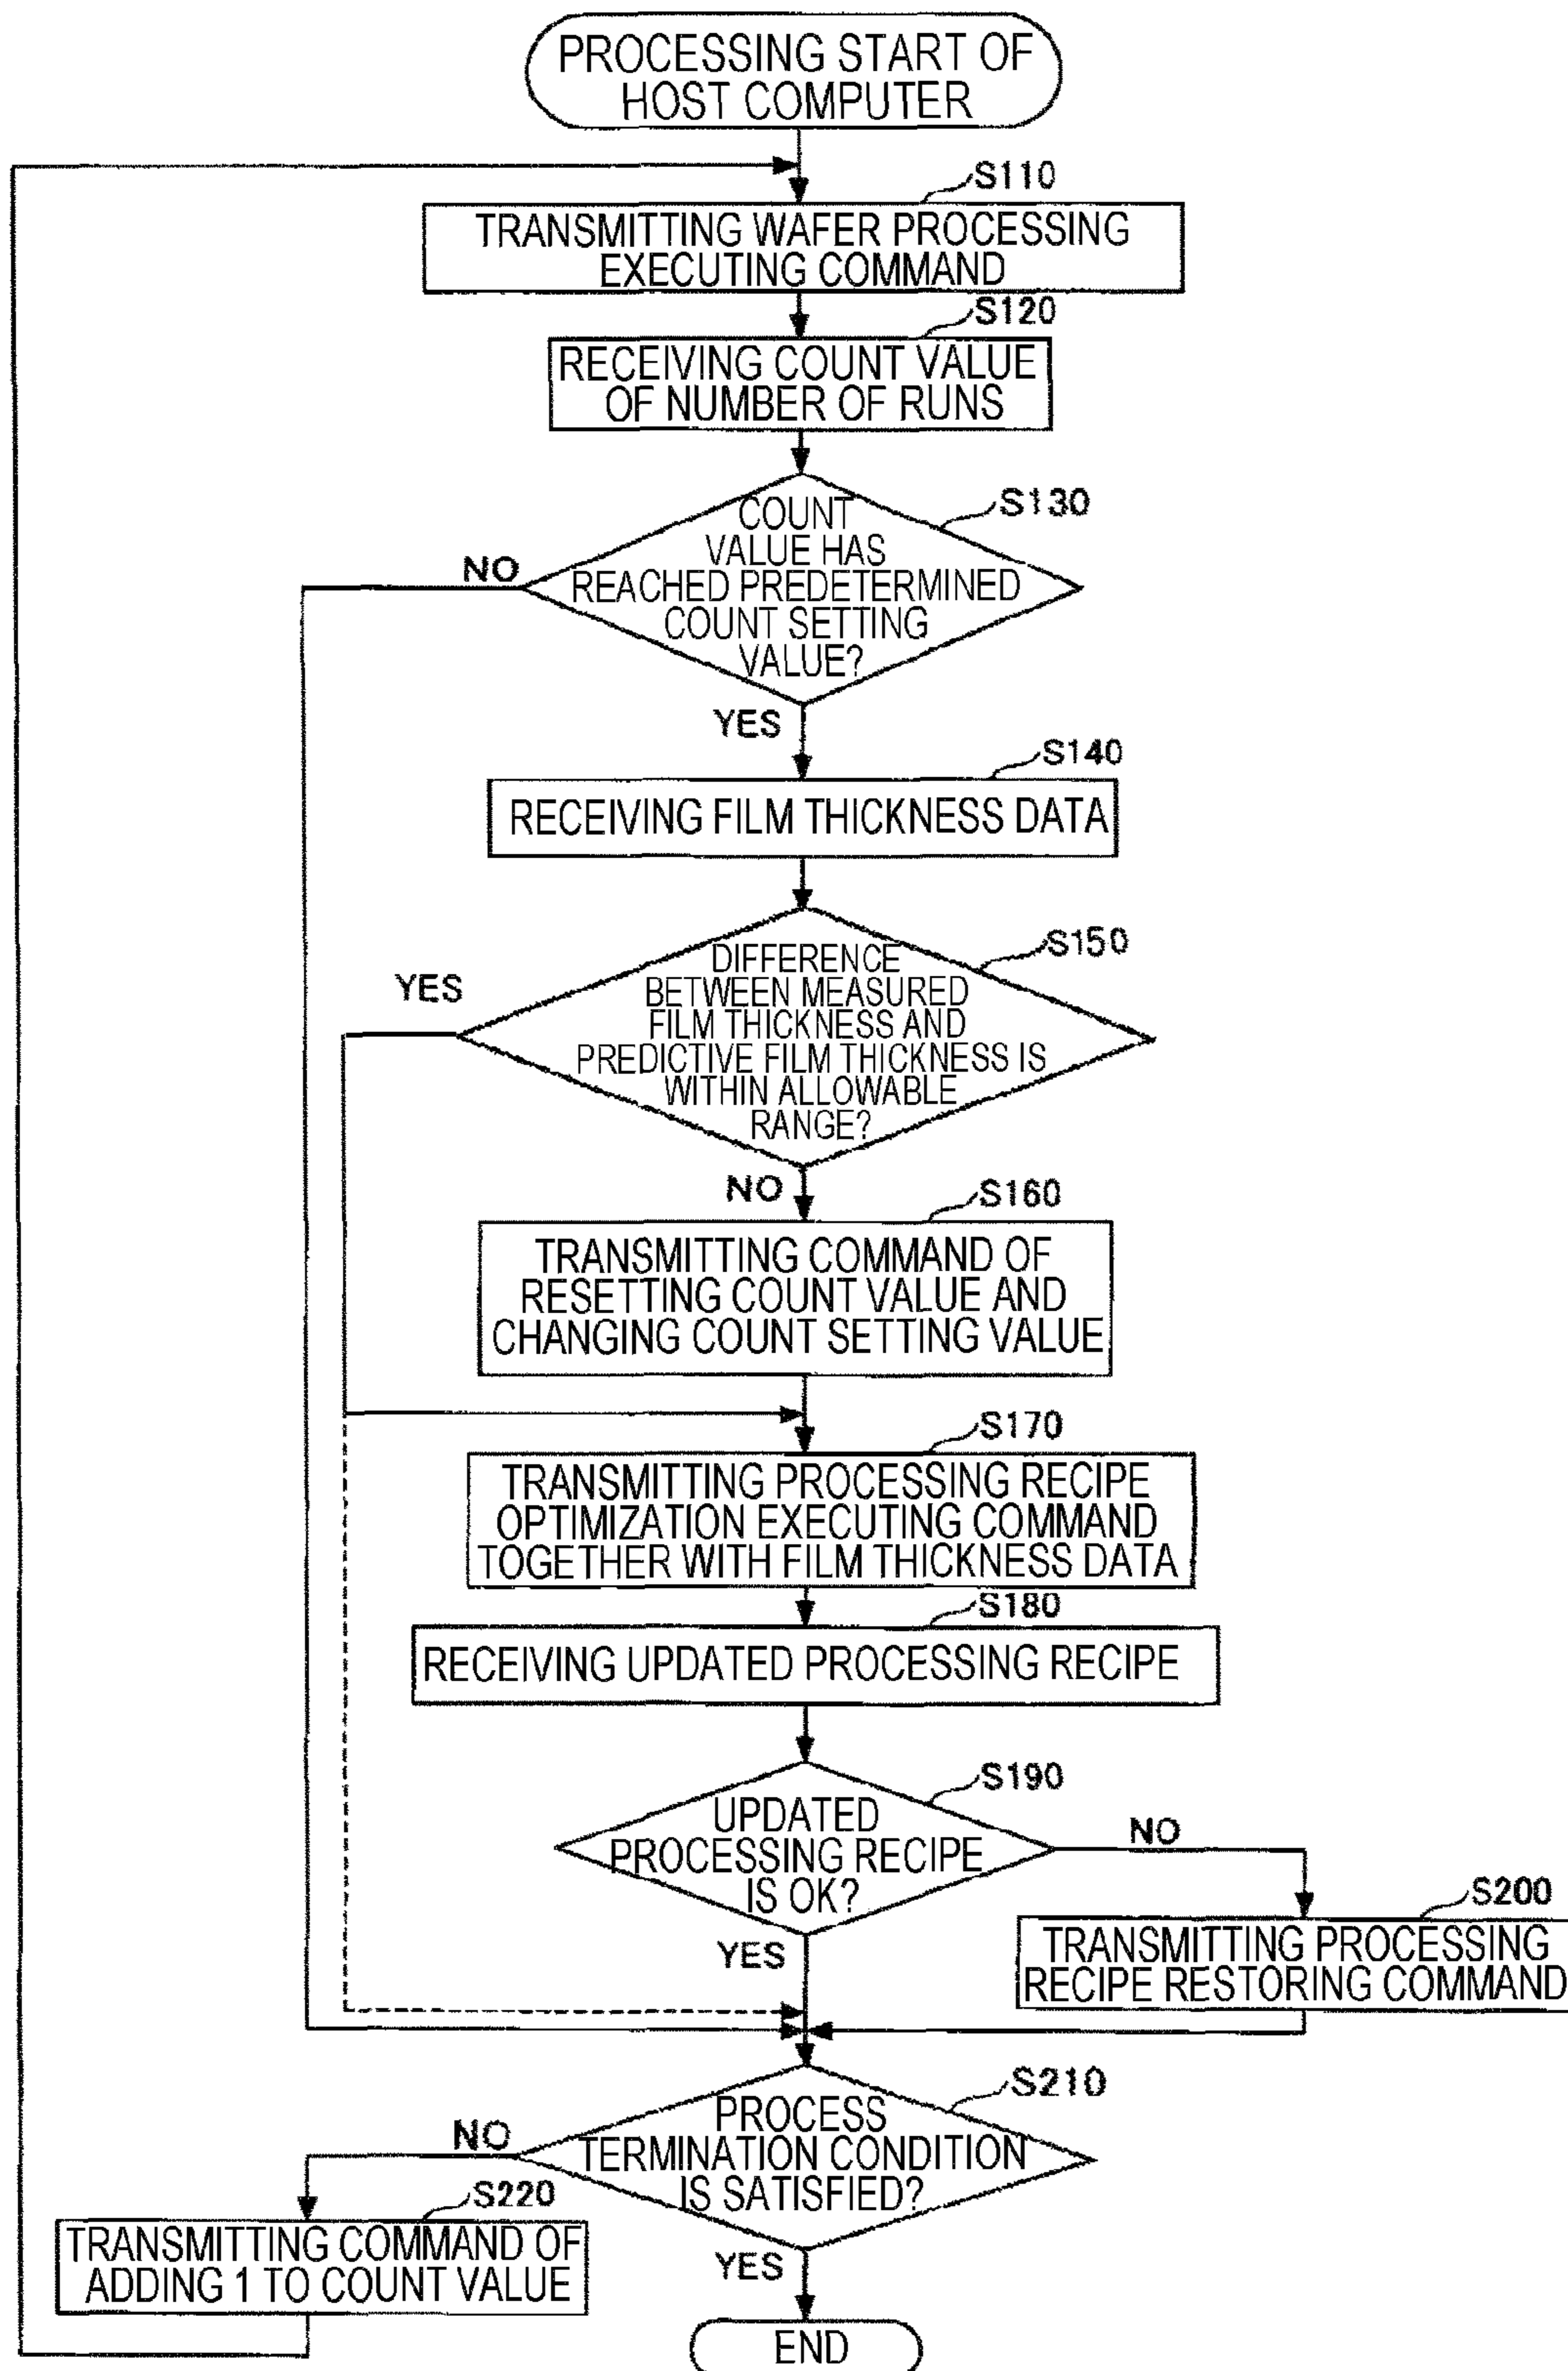 PROCESSING START OF
HOST COMPUTER
S110
TRANSMITTING WAFER PROCESSING
EXECUTING COMMAND
S120
RECEIVING COUNT VALUE
OF NUMBER OF RUNS
S130
COUNT
VALUE HAS
REACHED PREDETERMINED
COUNT SETTING
VALUE?
NO
YES
S140
RECEIVING FILM THICKNESS DATA
S150
DIFFERENCE
BETWEEN MEASURED
FILM THICKNESS AND
PREDICTIVE FILM THICKNESS IS
WITHIN ALLOWABLE
RANGE?
YES
NO
S160
TRANSMITTING COMMAND OF
RESETTING COUNT VALUE AND
CHANGING COUNT SETTING VALUE
S170
TRANSMITTING PROCESSING RECIPE
OPTIMIZATION EXECUTING COMMAND
TOGETHER WITH FILM THICKNESS DATA
S180
RECEIVING UPDATED PROCESSING RECIPE
S190
UPDATED
PROCESSING RECIPE
IS OK?
NO
YES
S200
TRANSMITTING PROCESSING
RECIPE RESTORING COMMAND
S210
PROCESS
TERMINATION CONDITION
IS SATISFIED?
NO
S220
TRANSMITTING COMMAND OF
ADDING 1 TO COUNT VALUE
YES
END